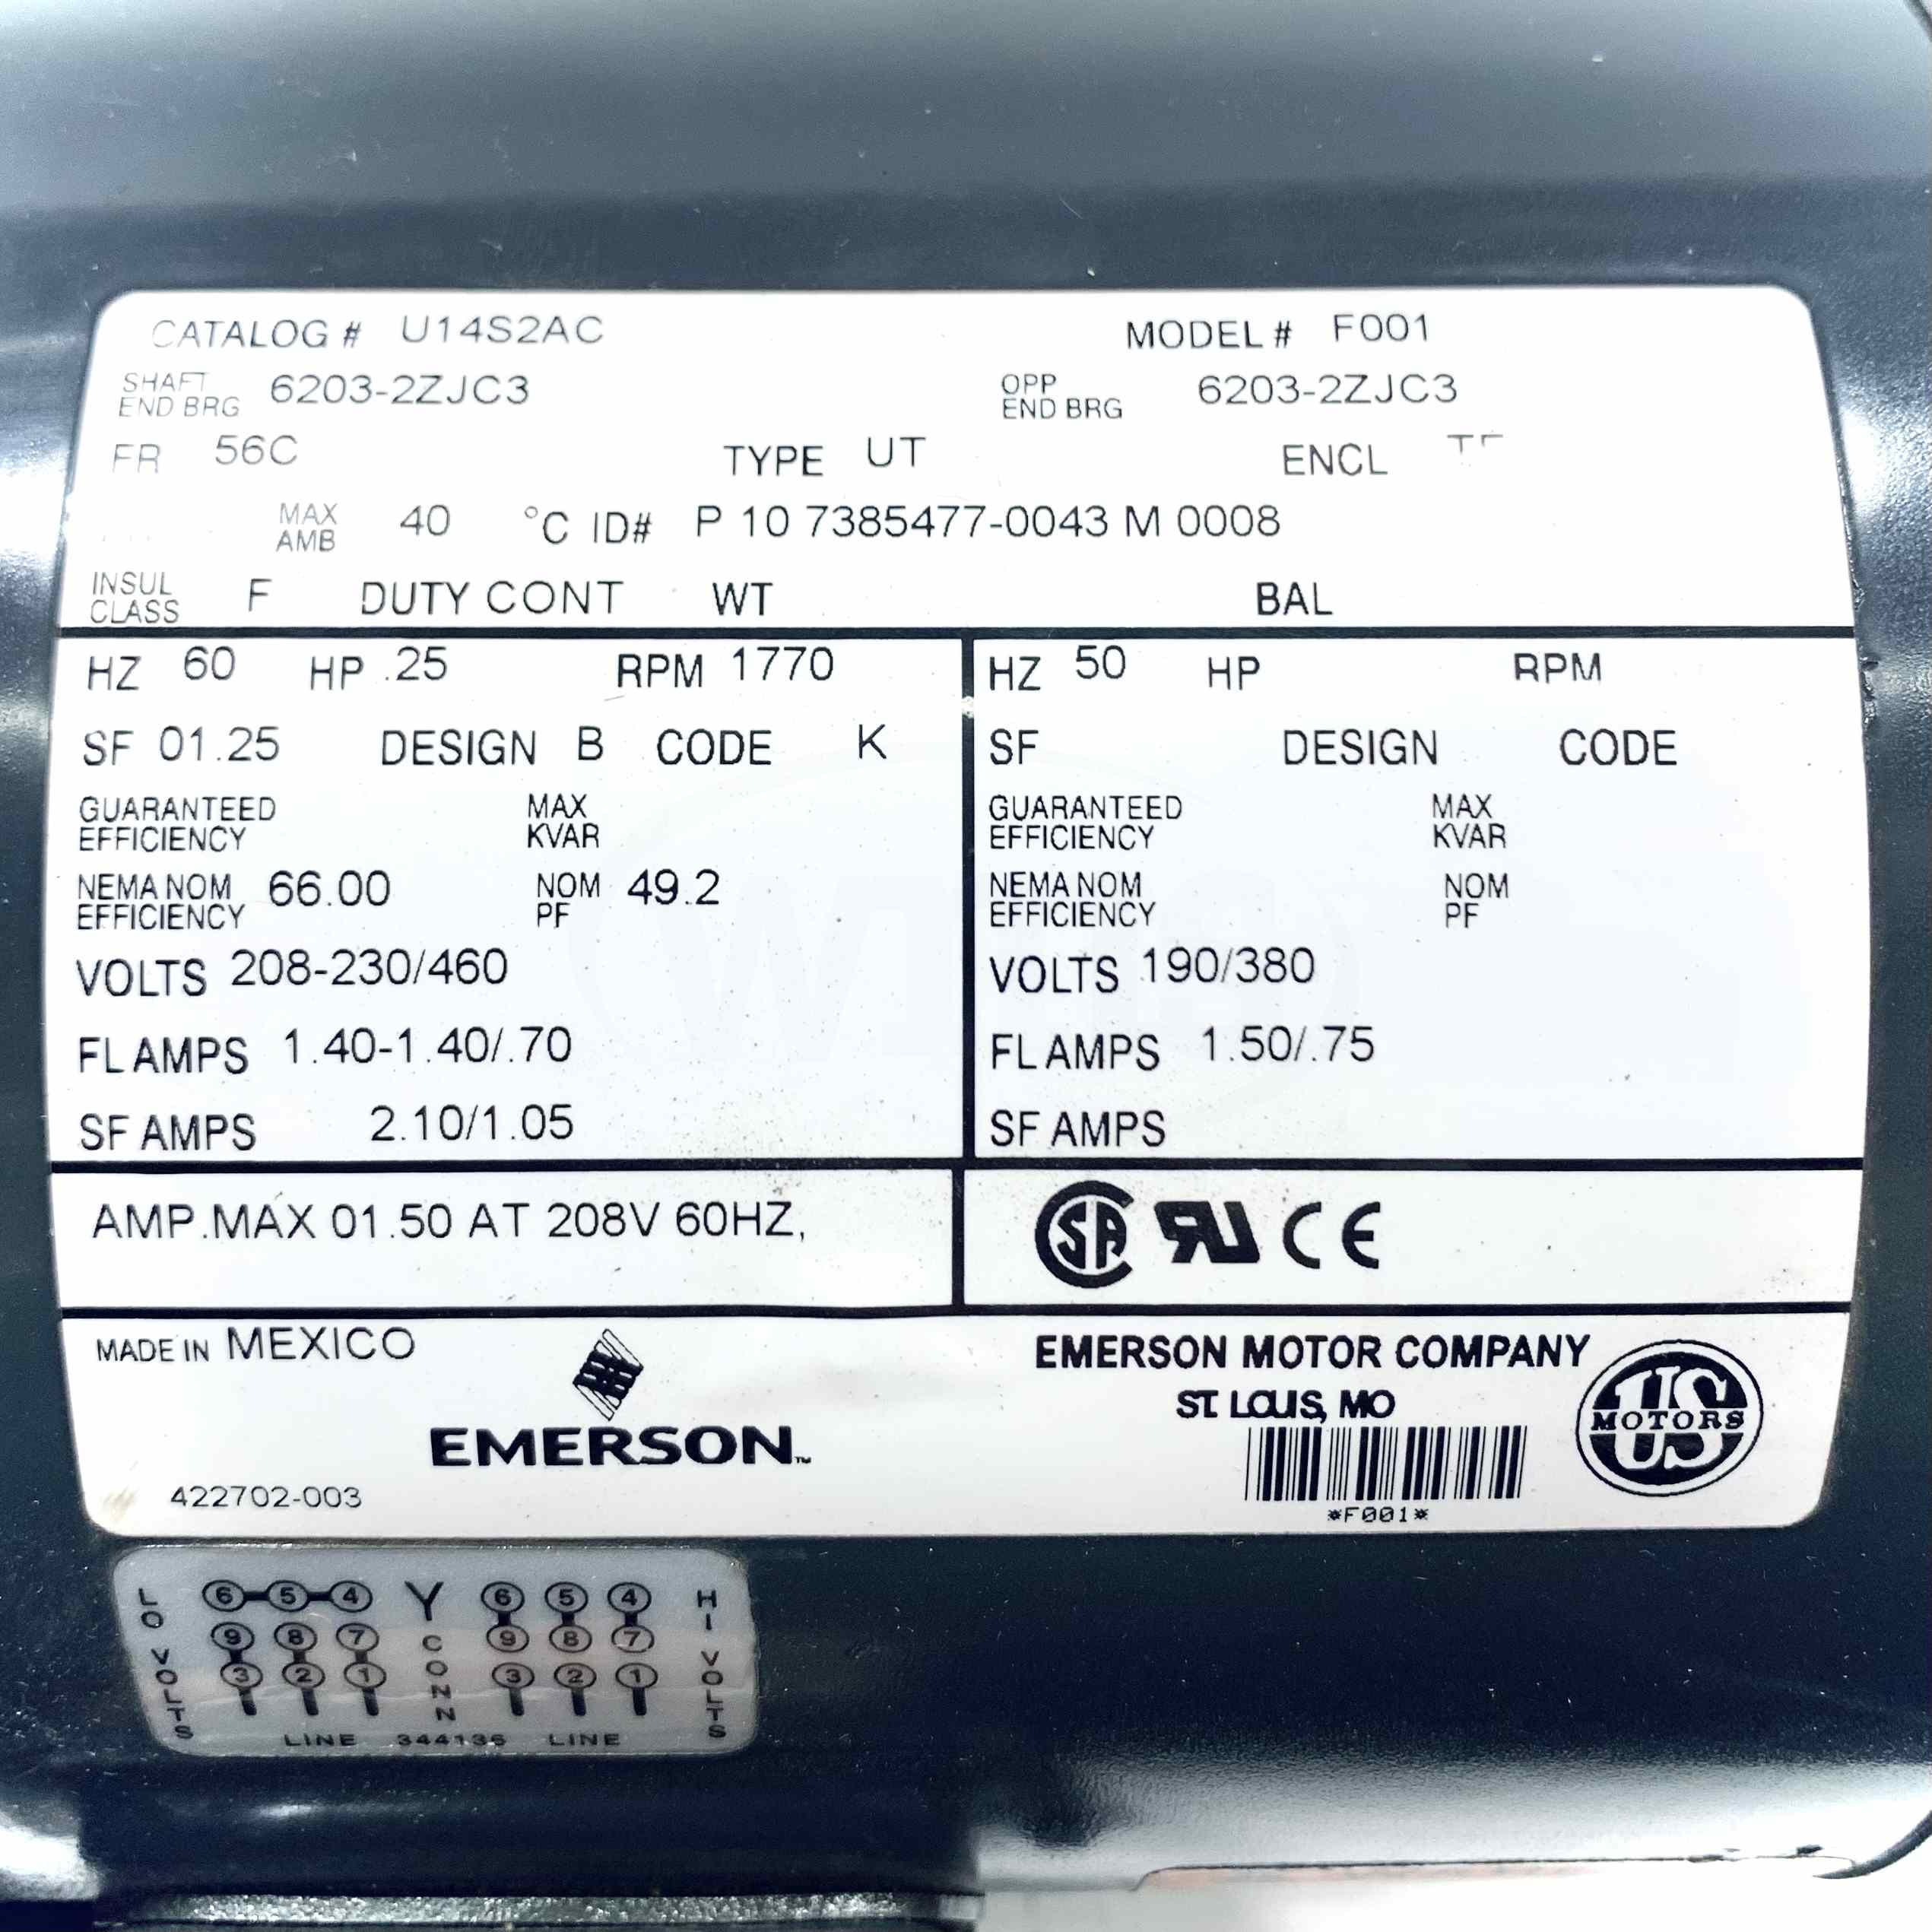 CATALOG # U14S2AC MODEL # F001
SHAFT END BRG 6203-2ZJC3 OPP END BRG 6203-2ZJC3
FR 56C TYPE UT ENCL
MAX AMB 40 °C ID# P 10 7385477-0043 M 0008
INSUL CLASS F DUTY CONT WT BAL
HZ 60 HP .25 RPM 1770
SF 01.25 DESIGN B CODE K
GUARANTEED EFFICIENCY MAX KVAR
NEMA NOM EFFICIENCY 66.00 NOM PF 49.2
VOLTS 208-230/460
FL AMPS 1.40-1.40/.70
SF AMPS 2.10/1.05
HZ 50 HP RPM
SF DESIGN CODE
GUARANTEED EFFICIENCY MAX KVAR
NEMA NOM EFFICIENCY NOM PF
VOLTS 190/380
FL AMPS 1.50/.75
SF AMPS
AMP.MAX 01.50 AT 208V 60HZ,
SA RU CE
MADE IN MEXICO
EMERSON™
422702-003
EMERSON MOTOR COMPANY
ST. LOUIS, MO
*F001*
US MOTORS
LO VOLTS
6 5 4
9 8 7
3 2 1
Y CONN
6 5 4
9 8 7
3 2 1
HI VOLTS
LINE 344136 LINE